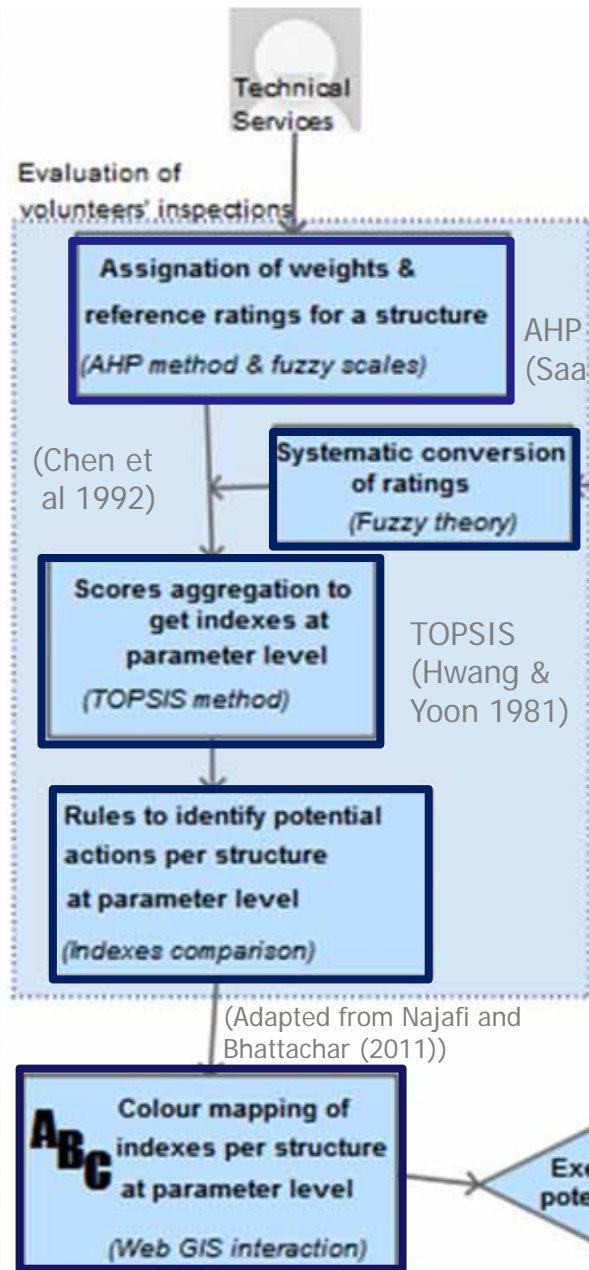 Technical
Services
Evaluation of
volunteers' inspections
Assignation of weights &
reference ratings for a structure
(AHP method & fuzzy scales)
AHP
(Saa
(Chen et
al 1992)
Systematic conversion
of ratings
(Fuzzy theory)
Scores aggregation to
get indexes at
parameter level
(TOPSIS method)
TOPSIS
(Hwang &
Yoon 1981)
Rules to identify potential
actions per structure
at parameter level
(Indexes comparison)
(Adapted from Najafi and
Bhattachar (2011))
ABC
Colour mapping of
indexes per structure
at parameter level
(Web GIS interaction)
Exe
pote